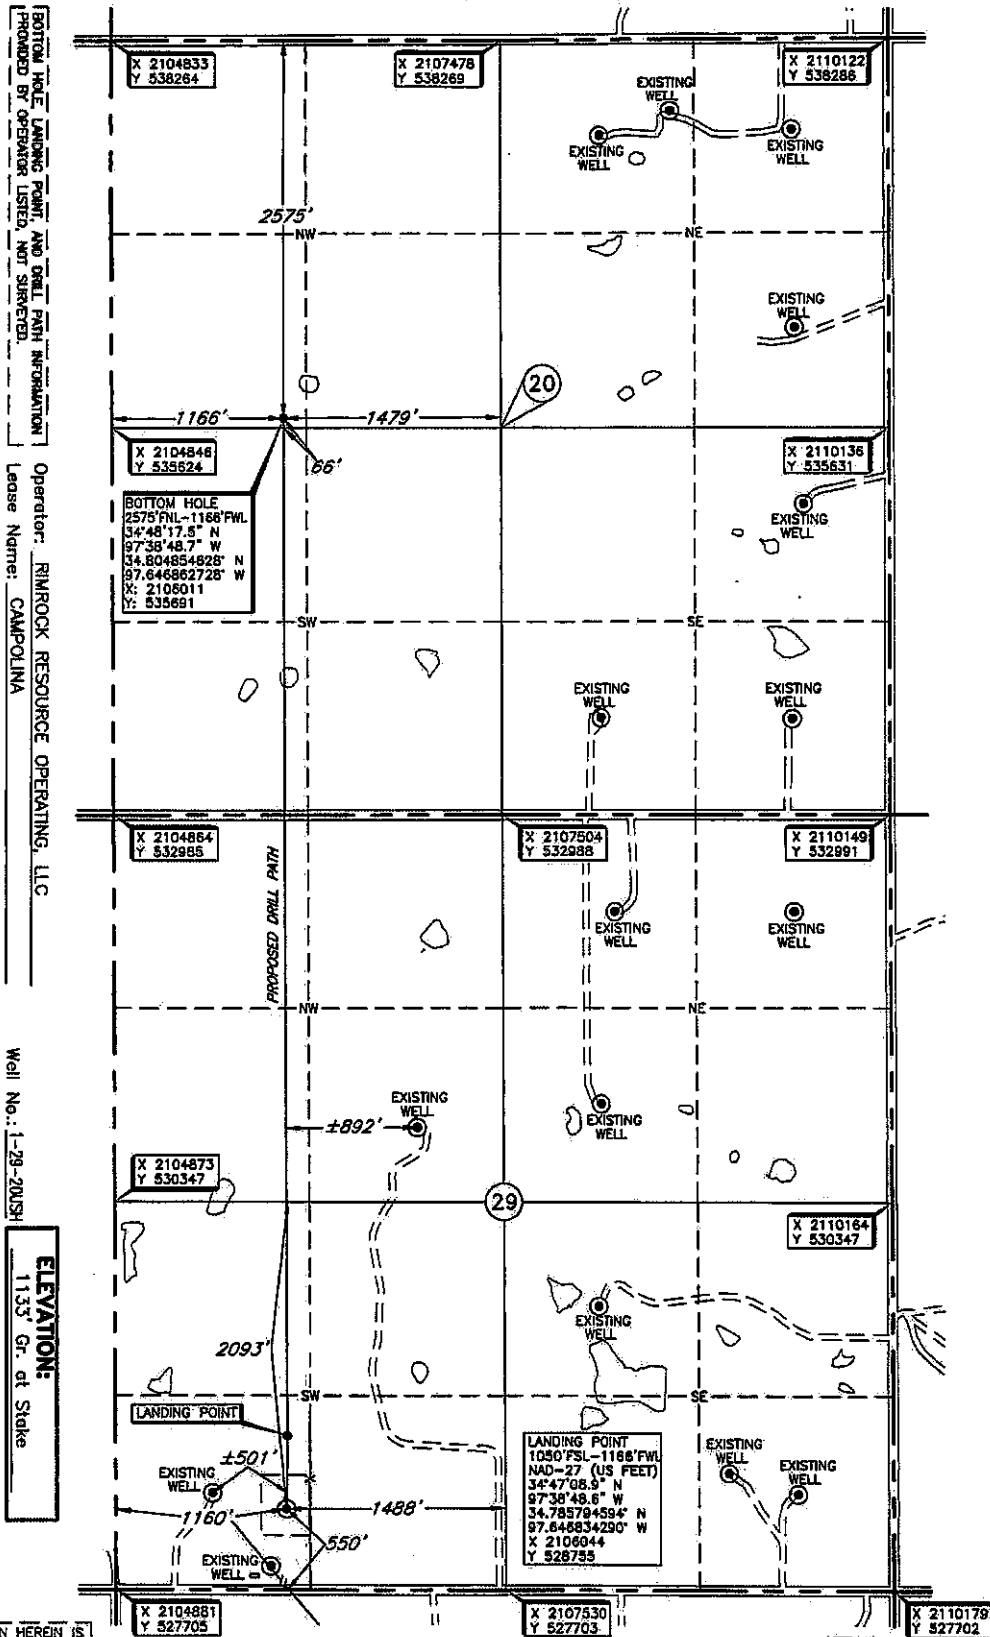 BOTTOM HOLE, LANDING POINT, AND DRILL PATH INFORMATION
PROVIDED BY OPERATOR LISTED, NOT SURVEYED.
Operator: RIMROCK RESOURCE OPERATING, LLC
Lease Name: CAMPOLINA
Well No.: 1-29-20USH
ELEVATION:
1133' Gr. at Stake
X 2104833
Y 538264
X 2107478
Y 538269
X 2110122
Y 538286
EXISTING
WELL
EXISTING
WELL
EXISTING
WELL
2575'
NW
NE
EXISTING
WELL
20
1166'
1479'
66'
X 2104846
Y 535624
X 2110136
Y 535631
BOTTOM HOLE
2575'FNL-1166'FWL
34°48'17.5" N
97°38'48.7" W
34.804854628° N
97.646862728° W
X: 2106011
Y: 535691
EXISTING
WELL
SW
SE
EXISTING
WELL
EXISTING
WELL
X 2104864
Y 532985
X 2107504
Y 532988
X 2110149
Y 532991
PROPOSED DRILL PATH
EXISTING
WELL
EXISTING
WELL
NW
NE
EXISTING
WELL
±892'
EXISTING
WELL
X 2104873
Y 530347
29
X 2110164
Y 530347
EXISTING
WELL
2093'
SW
SE
LANDING POINT
LANDING POINT
1050'FSL-1166'FWL
NAD-27 (US FEET)
34°47'08.9" N
97°38'48.6" W
34.785794594° N
97.646834290° W
X 2106044
Y 528755
±501'
EXISTING
WELL
EXISTING
WELL
EXISTING
WELL
1160'
1488'
550'
EXISTING
WELL
X 2104881
Y 527705
X 2107530
Y 527703
X 2110179
Y 527702
N HEREIN IS